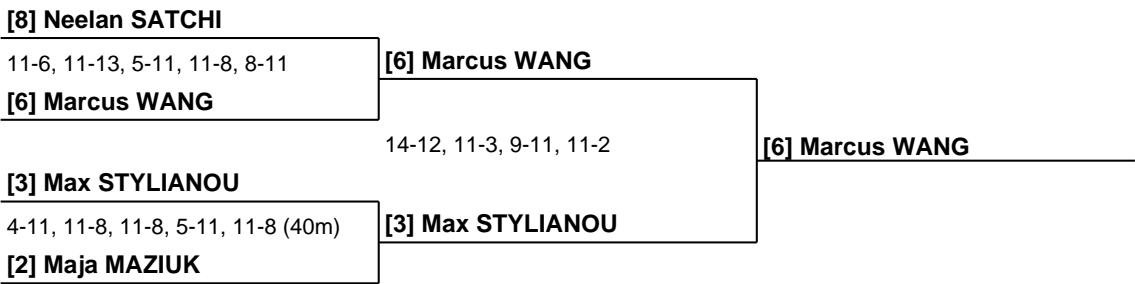 [8] Neelan SATCHI
11-6, 11-13, 5-11, 11-8, 8-11
[6] Marcus WANG
[6] Marcus WANG
14-12, 11-3, 9-11, 11-2
[6] Marcus WANG
[3] Max STYLIANOU
4-11, 11-8, 11-8, 5-11, 11-8 (40m)
[3] Max STYLIANOU
[2] Maja MAZIUK